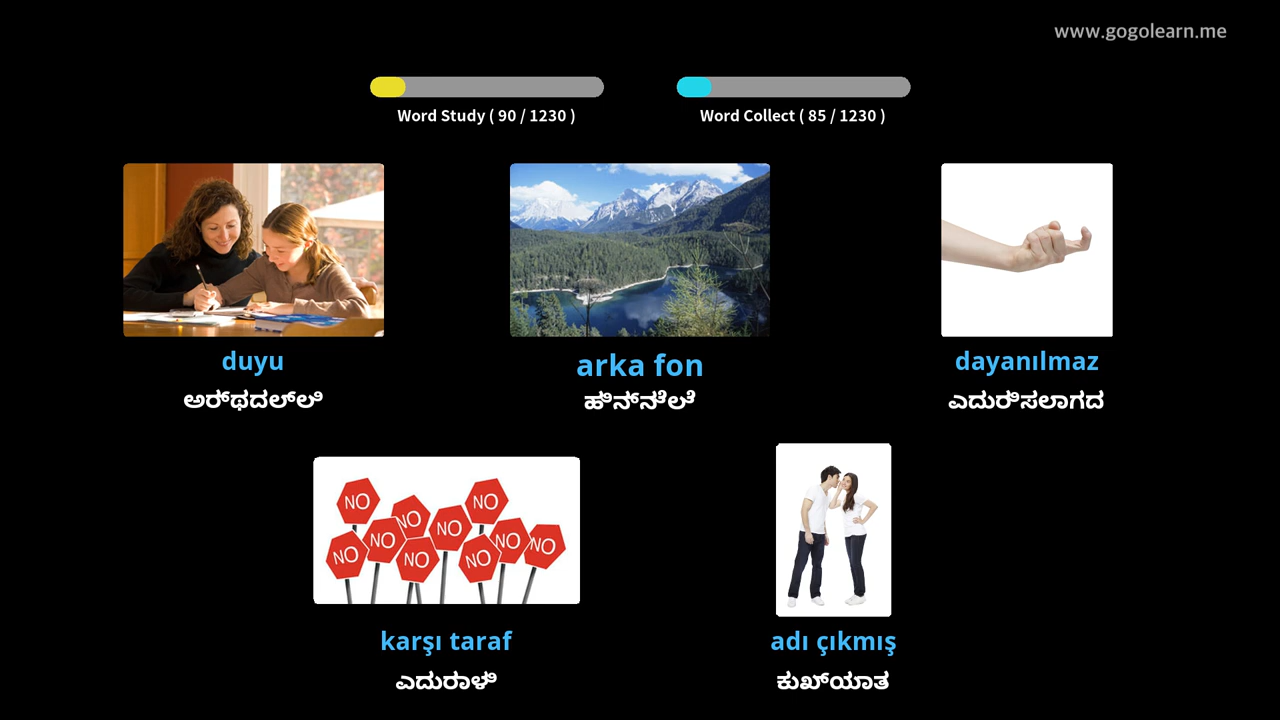 www.gogolearn.me
Word Study ( 90 / 1230 )
Word Collect ( 85 / 1230 )
duyu
arka fon
dayanılmaz
ಅರ್ಥದಲ್ಲಿ
ಹಿನ್ನೆಲೆ
ಎದುರಿಸಲಾಗದ
NO
NO
NO
NO
NO
NO
NO
NO
NO
NO
karşı taraf
adı çıkmış
ಎದುರಾಳಿ
ಕುಖ್ಯಾತ